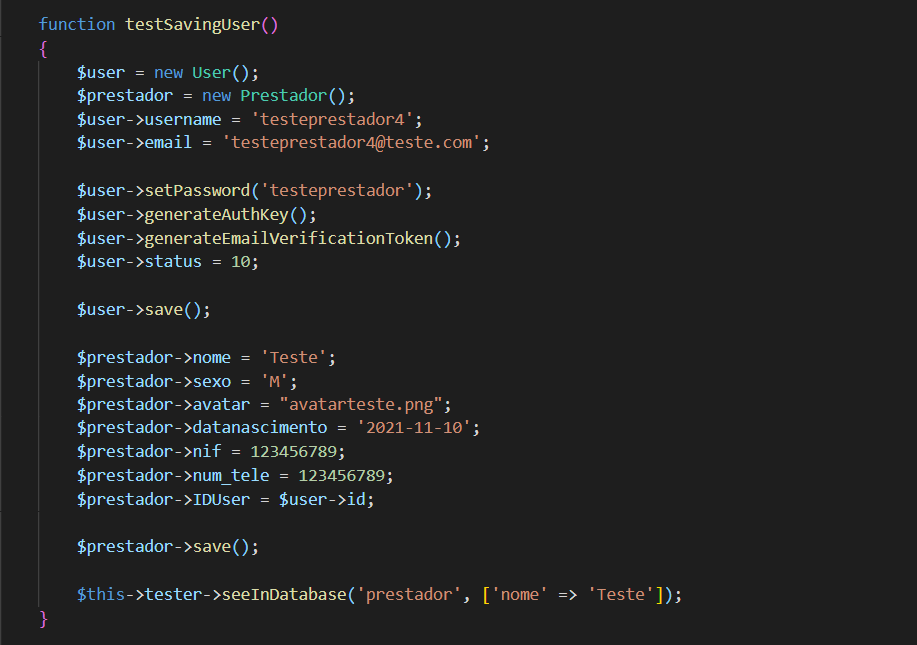 function testSavingUser()
{
$user = new User();
$prestador = new Prestador();
$user->username = 'testeprestador4';
$user->email = 'testeprestador4@teste.com';
$user->setPassword('testeprestador');
$user->generateAuthKey();
$user->generateEmailVerificationToken();
$user->status = 10;
$user->save();
$prestador->nome = 'Teste';
$prestador->sexo = 'M';
$prestador->avatar = "avatarteste.png";
$prestador->datanascimento = '2021-11-10';
$prestador->nif = 123456789;
$prestador->num_tele = 123456789;
$prestador->IDUser = $user->id;
$prestador->save();
$this->tester->seeInDatabase('prestador', ['nome' => 'Teste']);
}